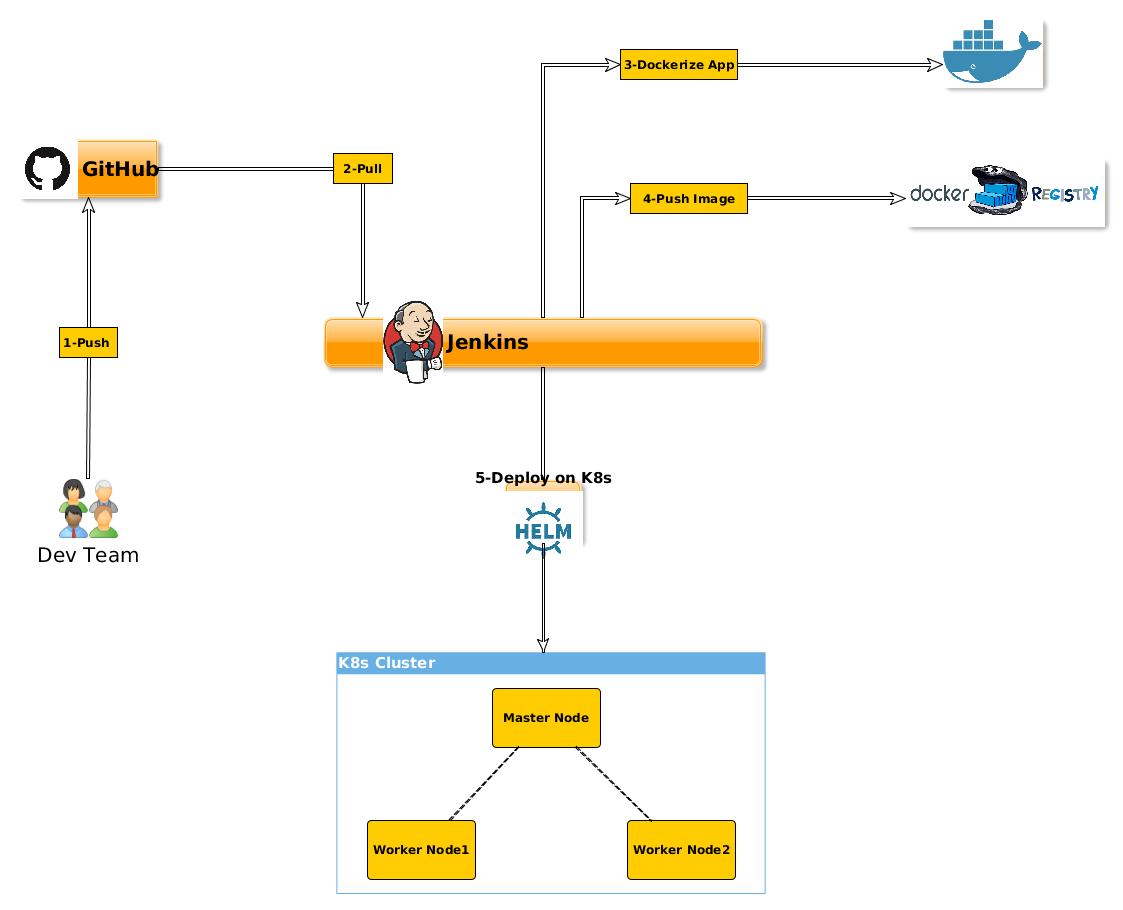 3-Dockerize App
GitHub
2-Pull
4-Push Image
docker REGISTRY
1-Push
Jenkins
5-Deploy on K8s
HELM
Dev Team
K8s Cluster
Master Node
Worker Node1
Worker Node2